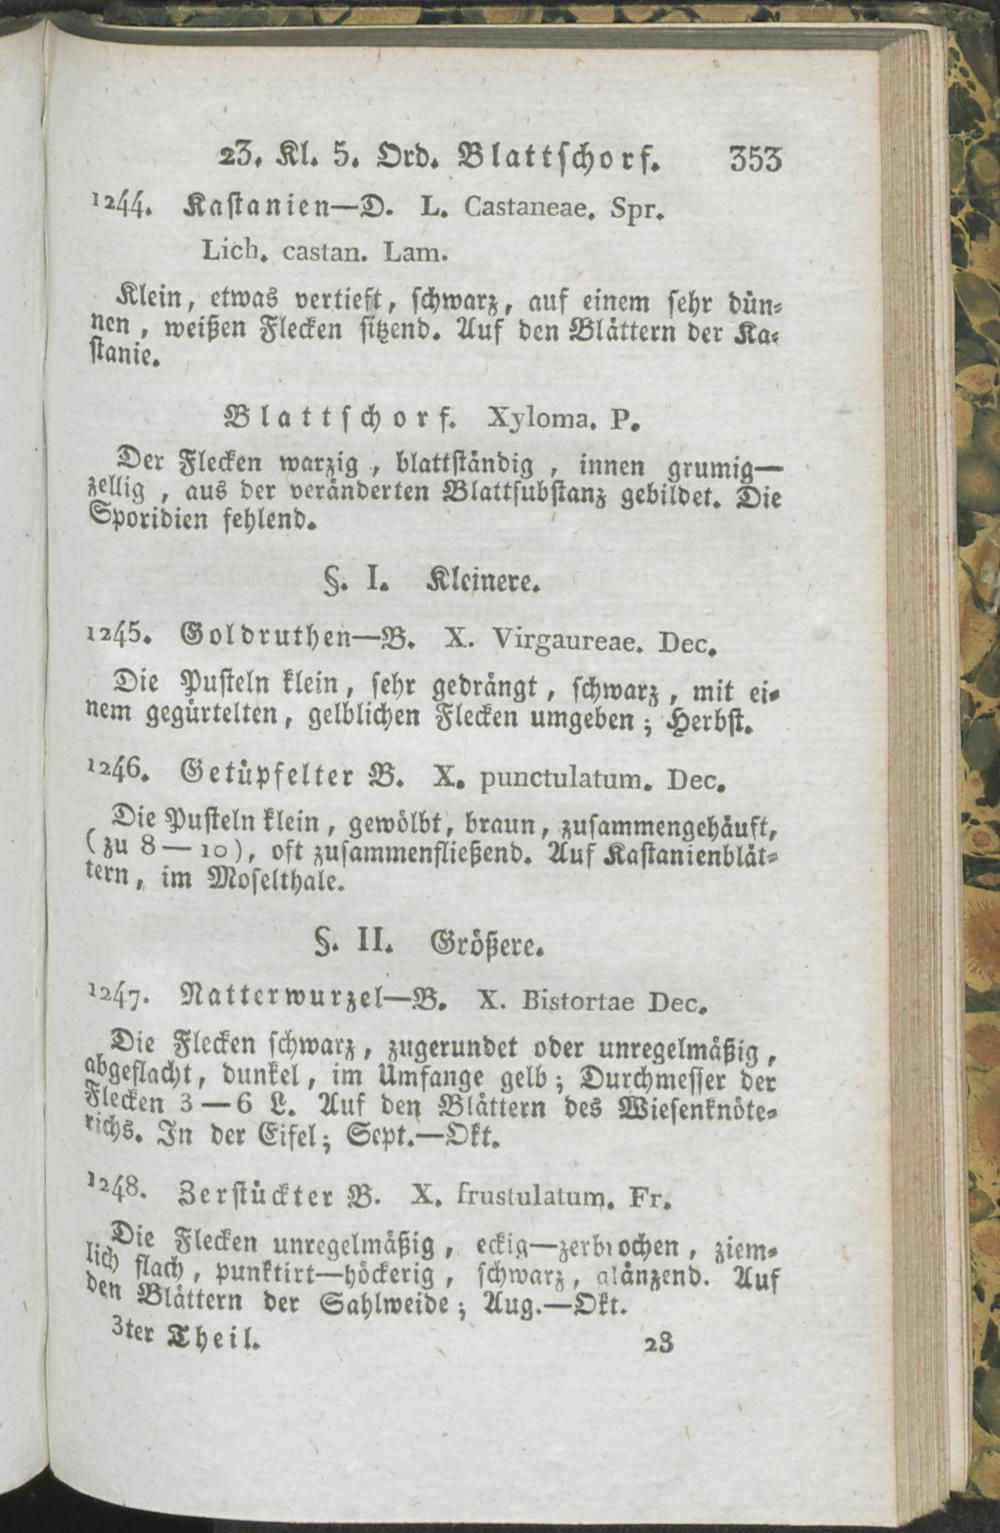 23. Kl. 5. Ord. Blattschorf. 353
1244. Kastanien—D. L. Castaneae. Spr.
Lich. castan. Lam.
Klein, etwas vertieft, schwarz, auf einem sehr dün-
nen, weißen Flecken sitzend. Auf den Blättern der Ka-
stanie.
Blattschorf. Xyloma. P.
Der Flecken warzig, blattständig, innen grumig—
zellig, aus der veränderten Blattsubstanz gebildet. Die
Sporidien fehlend.
§. I. Kleinere.
1245. Goldruthen—B. X. Virgaureae. Dec.
Die Pusteln klein, sehr gedrängt, schwarz, mit ei-
nem gegürtelten, gelblichen Flecken umgeben; Herbst.
1246. Getüpfelter B. X. punctulatum. Dec.
Die Pusteln klein, gewölbt, braun, zusammengehäuft,
(zu 8—10), oft zusammenfließend. Auf Kastanienblät-
tern, im Moselthale.
§. II. Größere.
1247. Natterwurzel—B. X. Bistortae Dec.
Die Flecken schwarz, zugerundet oder unregelmäßig,
abgeflacht, dunkel, im Umfange gelb; Durchmesser der
Flecken 3—6 L. Auf den Blättern des Wiesenknöte-
richs. In der Eifel; Sept.—Okt.
1248. Zerstückter B. X. frustulatum. Fr.
Die Flecken unregelmäßig, eckig—zerbrochen, ziem-
lich flach, punktirt—höckerig, schwarz, glänzend. Auf
den Blättern der Sahlweide; Aug.—Okt.
3ter Theil. 23